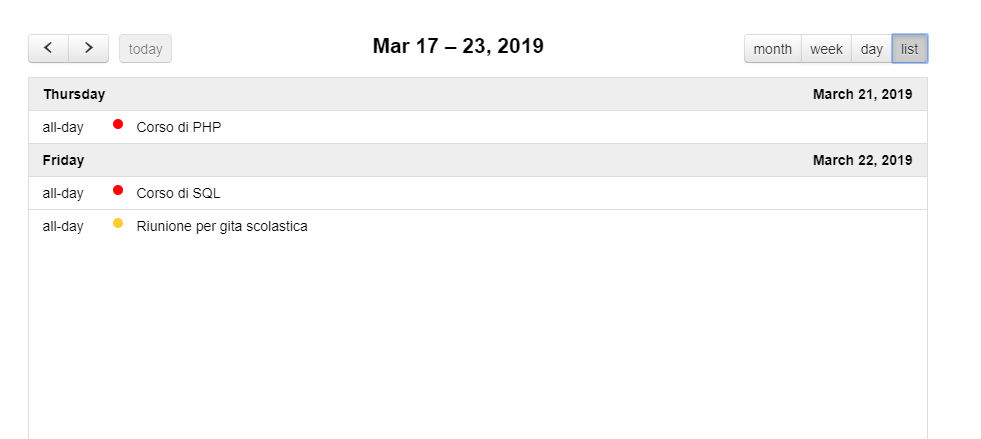 today
Mar 17 – 23, 2019
month week day list
Thursday March 21, 2019
all-day Corso di PHP
Friday March 22, 2019
all-day Corso di SQL
all-day Riunione per gita scolastica